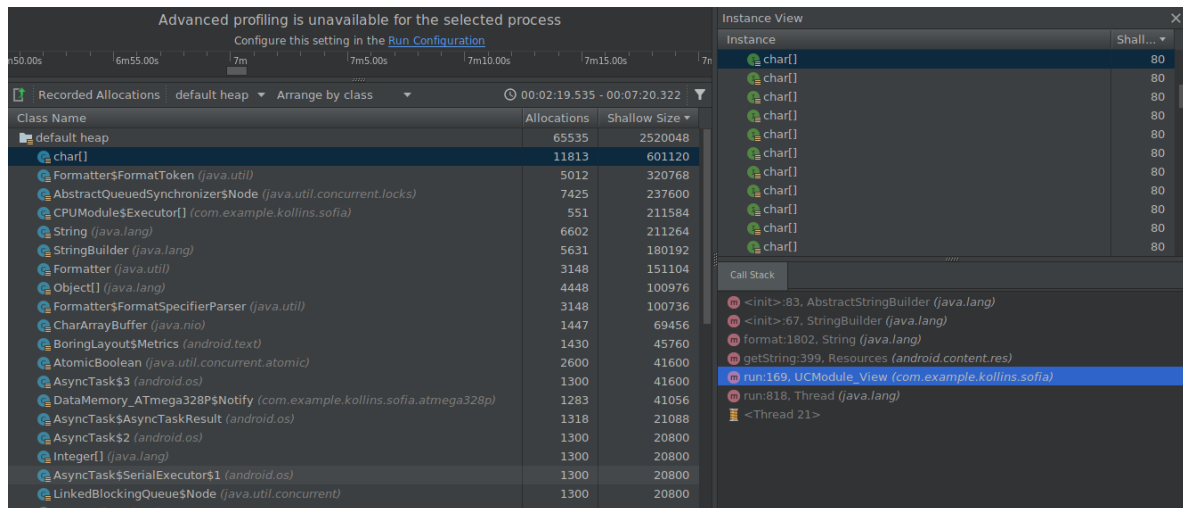 Advanced profiling is unavailable for the selected process
Configure this setting in the Run Configuration
6m55.00s 7m 7m5.00s 7m10.00s 7m15.00s
Recorded Allocations default heap Arrange by class 00:02:19.535 - 00:07:20.322
Class Name Allocations Shallow Size
default heap 65535 2520048
char[] 11813 601120
Formatter$FormatToken (java.util) 5012 320768
AbstractQueuedSynchronizer$Node (java.util.concurrent.locks) 7425 237600
CPUModule$Executor[] (com.example.kollins.sofia) 551 211584
String (java.lang) 6602 211264
StringBuilder (java.lang) 5631 180192
Formatter (java.util) 3148 151104
Object[] (java.lang) 4448 100976
Formatter$FormatSpecifierParser (java.util) 3148 100736
CharArrayBuffer (java.nio) 1447 69456
BoringLayout$Metrics (android.text) 1430 45760
AtomicBoolean (java.util.concurrent.atomic) 2600 41600
AsyncTask$3 (android.os) 1300 41600
DataMemory_ATmega328P$Notify (com.example.kollins.sofia.atmega328p) 1283 41056
AsyncTask$AsyncTaskResult (android.os) 1318 21088
AsyncTask$2 (android.os) 1300 20800
Integer[] (java.lang) 1300 20800
AsyncTask$SerialExecutor$1 (android.os) 1300 20800
LinkedBlockingQueue$Node (java.util.concurrent) 1300 20800
Instance View
Instance Shall...
char[] 80
char[] 80
char[] 80
char[] 80
char[] 80
char[] 80
char[] 80
char[] 80
char[] 80
char[] 80
char[] 80
Call Stack
<init>:83, AbstractStringBuilder (java.lang)
<init>:67, StringBuilder (java.lang)
format:1802, String (java.lang)
getString:399, Resources (android.content.res)
run:169, UCModule_View (com.example.kollins.sofia)
run:818, Thread (java.lang)
<Thread 21>